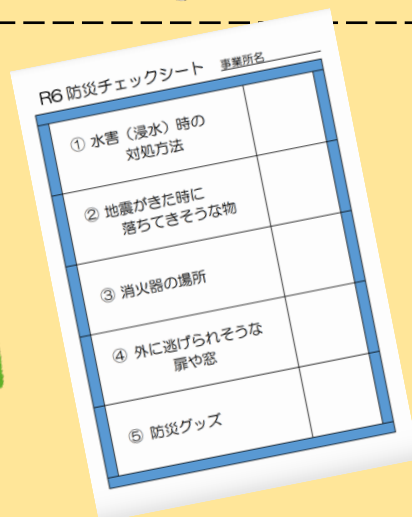 R6 防災チェックシート 事業所名
① 水害（浸水）時の
対処方法
② 地震がきた時に
落ちてきそうな物
③ 消火器の場所
④ 外に逃げられそうな
扉や窓
⑤ 防災グッズ